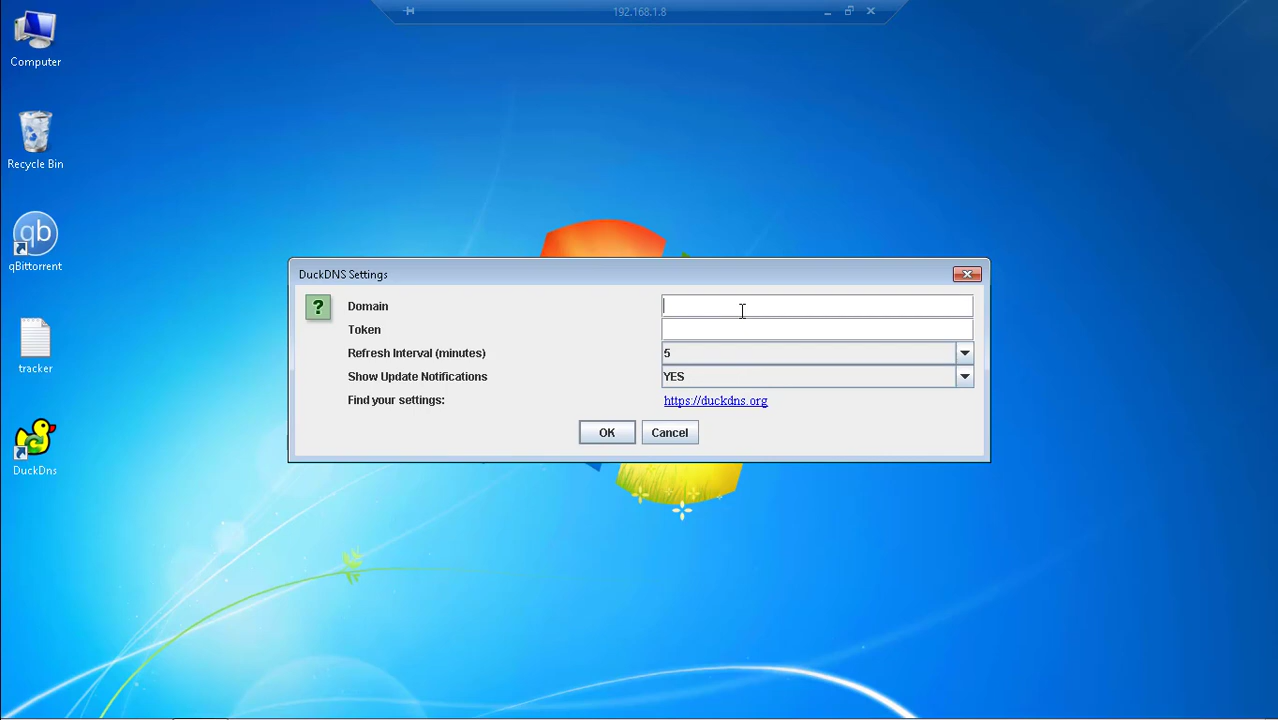 192.168.1.8
Computer
Recycle Bin
qb
qBittorrent
tracker
DuckDns
DuckDNS Settings
?
Domain
Token
Refresh Interval (minutes) 5
Show Update Notifications YES
Find your settings: https://duckdns.org
OK Cancel